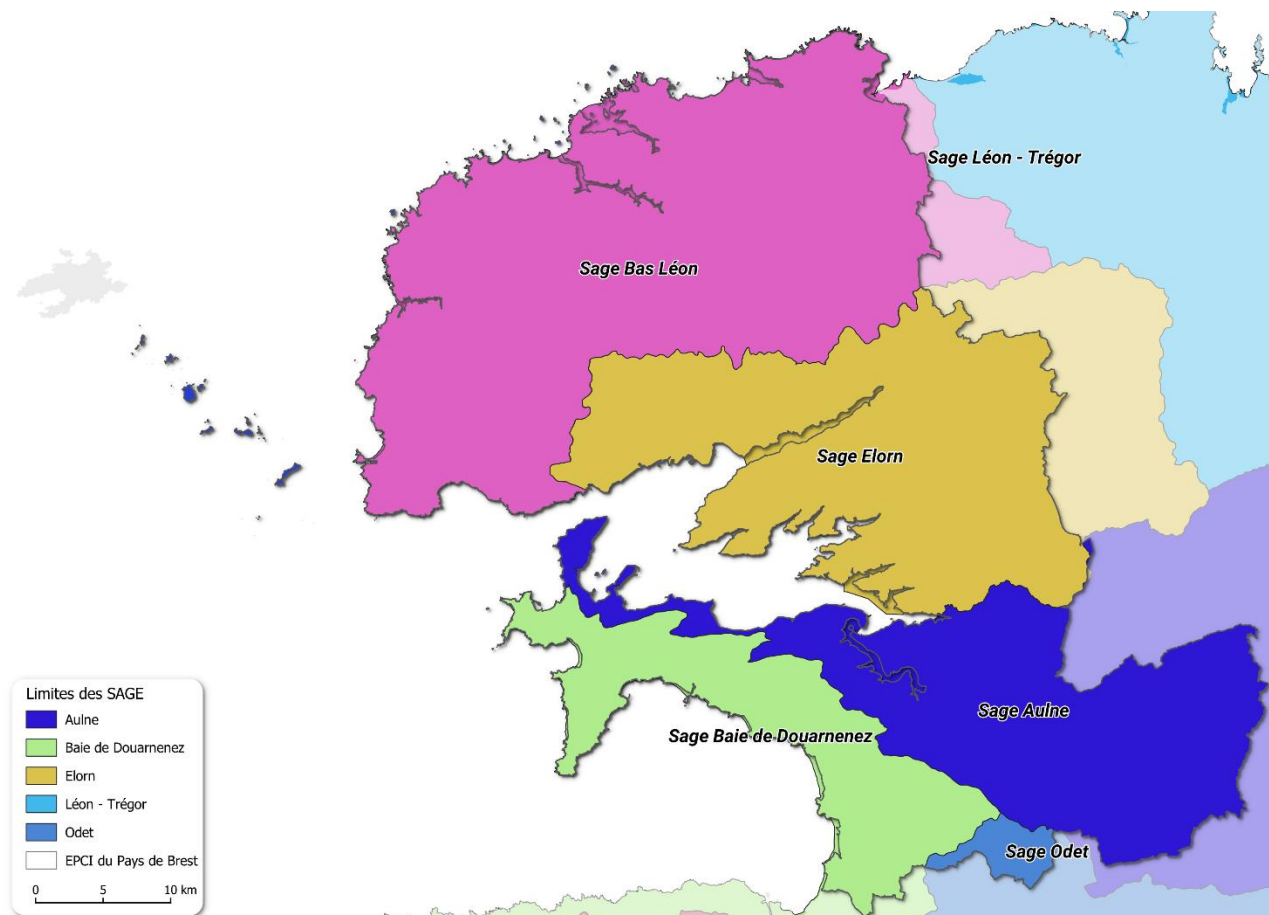 Sage Léon - Trégor
Sage Bas Léon
Sage Elorn
Sage Aulne
Sage Baie de Douarnenez
Sage Odet
Limites des SAGE
Aulne
Baie de Douarnenez
Elorn
Léon - Trégor
Odet
EPCI du Pays de Brest
0 5 10 km